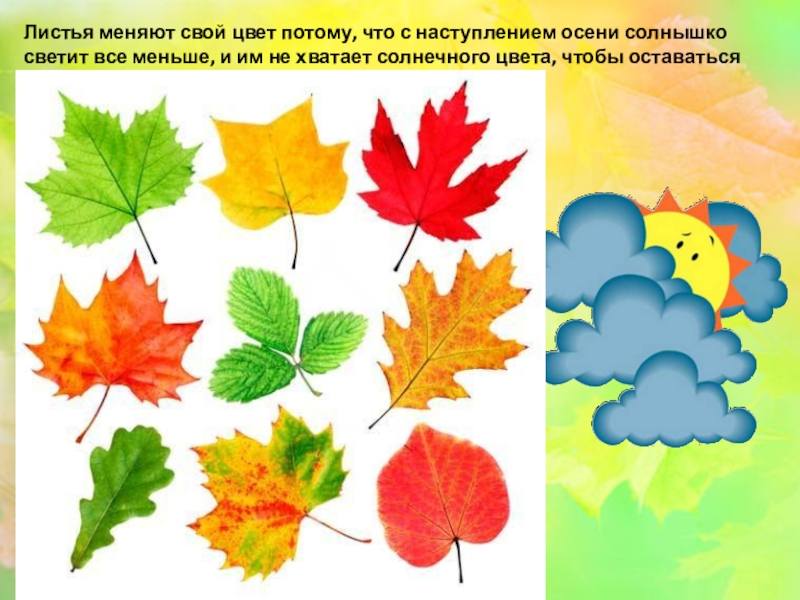 Листья меняют свой цвет потому, что с наступлением осени солнышко
светит все меньше, и им не хватает солнечного цвета, чтобы оставаться